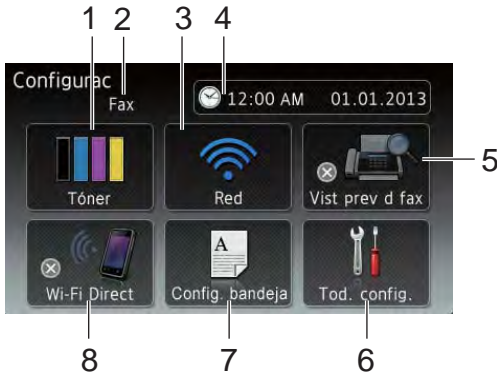 1 2 3 4
Configurac
Fax
12:00 AM 01.01.2013
5
Tóner Red Vist prev d fax
A
Wi-Fi Direct Config. bandeja Tod. config.
8 7 6